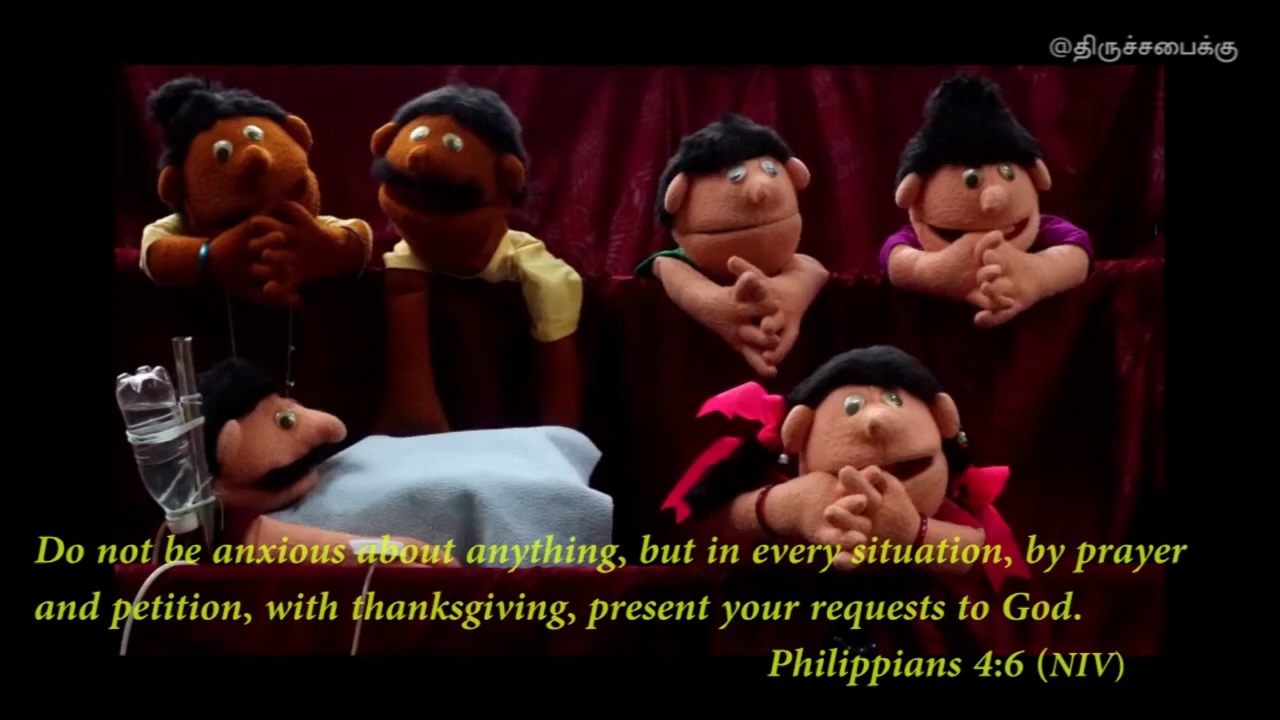 @திருச்சபைக்கு
Do not be anxious about anything, but in every situation, by prayer
and petition, with thanksgiving, present your requests to God.
Philippians 4:6 (NIV)